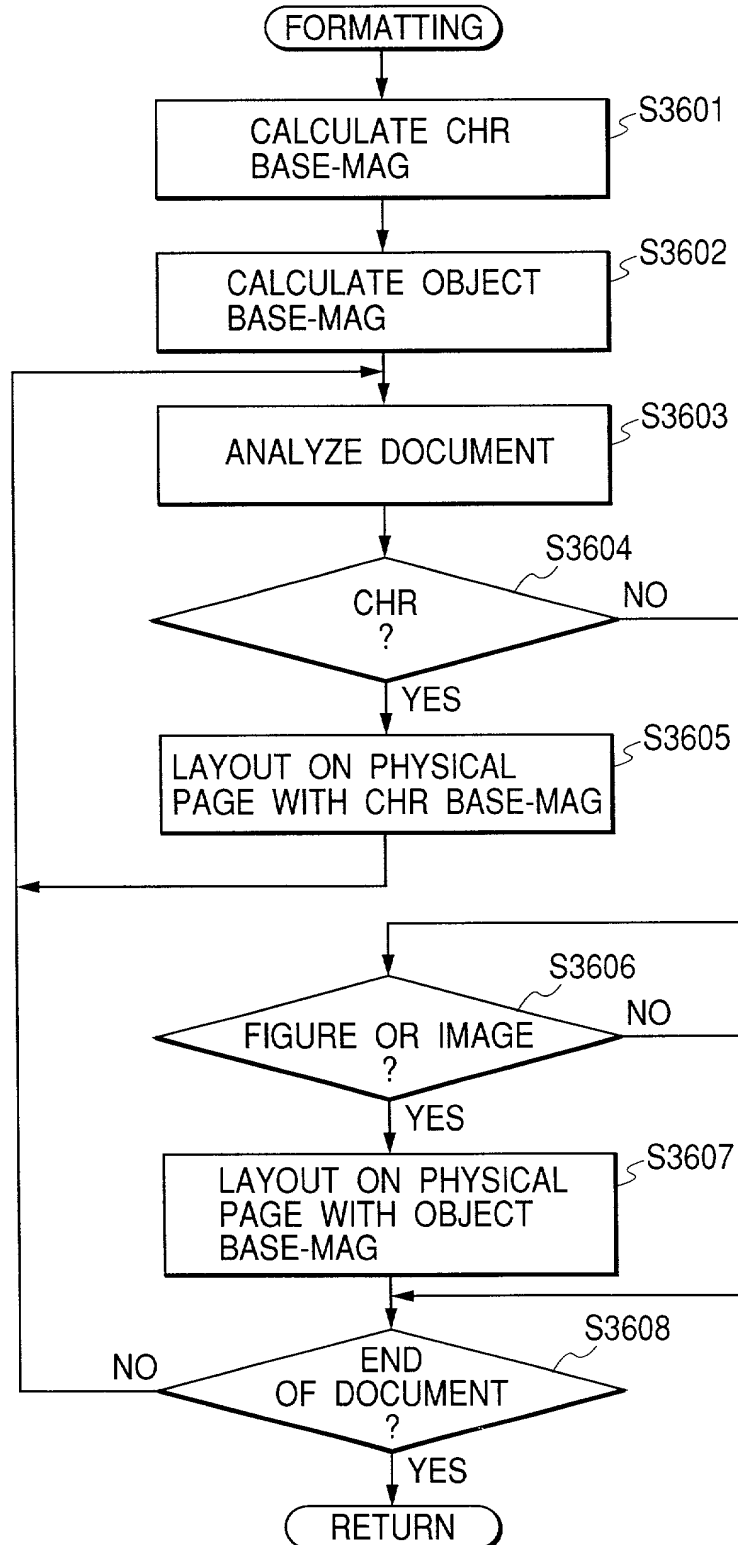 FORMATTING
S3601
CALCULATE CHR
BASE-MAG
S3602
CALCULATE OBJECT
BASE-MAG
S3603
ANALYZE DOCUMENT
S3604
CHR
?
NO
YES
S3605
LAYOUT ON PHYSICAL
PAGE WITH CHR BASE-MAG
S3606
FIGURE OR IMAGE
?
NO
YES
S3607
LAYOUT ON PHYSICAL
PAGE WITH OBJECT
BASE-MAG
S3608
END
OF DOCUMENT
?
NO
YES
RETURN